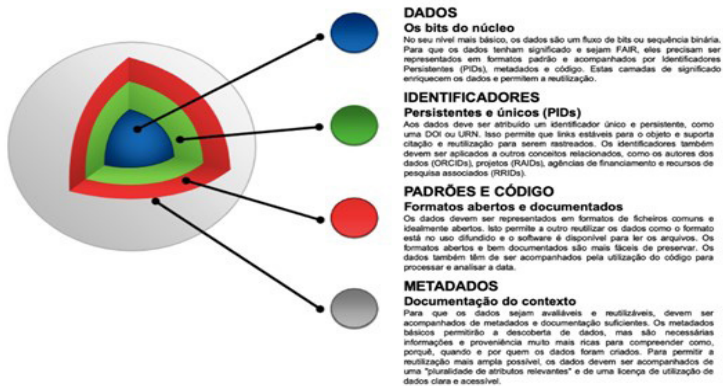 DADOS
Os bits do núcleo
No seu nível mais básico, os dados são um fluxo de bits ou sequência binária.
Para que os dados tenham significado e sejam FAIR, eles precisam ser
representados em formatos padrão e acompanhados por Identificadores
Persistentes (PIDs), metadados e código. Estas camadas de significado
enriquecem os dados e permitem a reutilização.
IDENTIFICADORES
Persistentes e únicos (PIDs)
Aos dados deve ser atribuído um identificador único e persistente, como
uma DOI ou URN. Isso permite que links estáveis para o objeto e suporta
citação e reutilização para serem rastreados. Os identificadores também
devem ser aplicados a outros conceitos relacionados, como os autores dos
dados (ORCIDs), projetos (RAIDs), agências de financiamento e recursos de
pesquisa associados (RRIDs).
PADRÕES E CÓDIGO
Formatos abertos e documentados
Os dados devem ser representados em formatos de ficheiros comuns e
idealmente abertos. Isto permite a outro reutilizar os dados como o formato
está no uso difundido e o software é disponível para ler os arquivos. Os
formatos abertos e bem documentados são mais fáceis de preservar. Os
dados também têm de ser acompanhados pela utilização do código para
processar e analisar a data.
METADADOS
Documentação do contexto
Para que os dados sejam avaliáveis e reutilizáveis, devem ser
acompanhados de metadados e documentação suficientes. Os metadados
básicos permitirão a descoberta de dados, mas são necessárias
informações e proveniência muito mais ricas para compreender como,
porquê, quando e por quem os dados foram criados. Para permitir a
reutilização mais ampla possível, os dados devem ser acompanhados de
uma "pluralidade de atributos relevantes" e de uma licença de utilização de
dados clara e acessível.